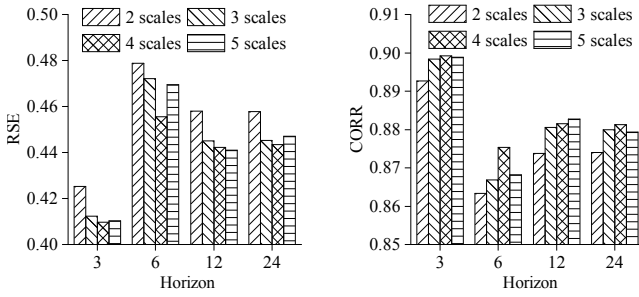 0.50
0.48
0.46
0.44
0.42
0.40
RSE
2 scales
3 scales
4 scales
5 scales
3
6
12
24
Horizon
0.91
0.90
0.89
0.88
0.87
0.86
0.85
CORR
2 scales
3 scales
4 scales
5 scales
3
6
12
24
Horizon